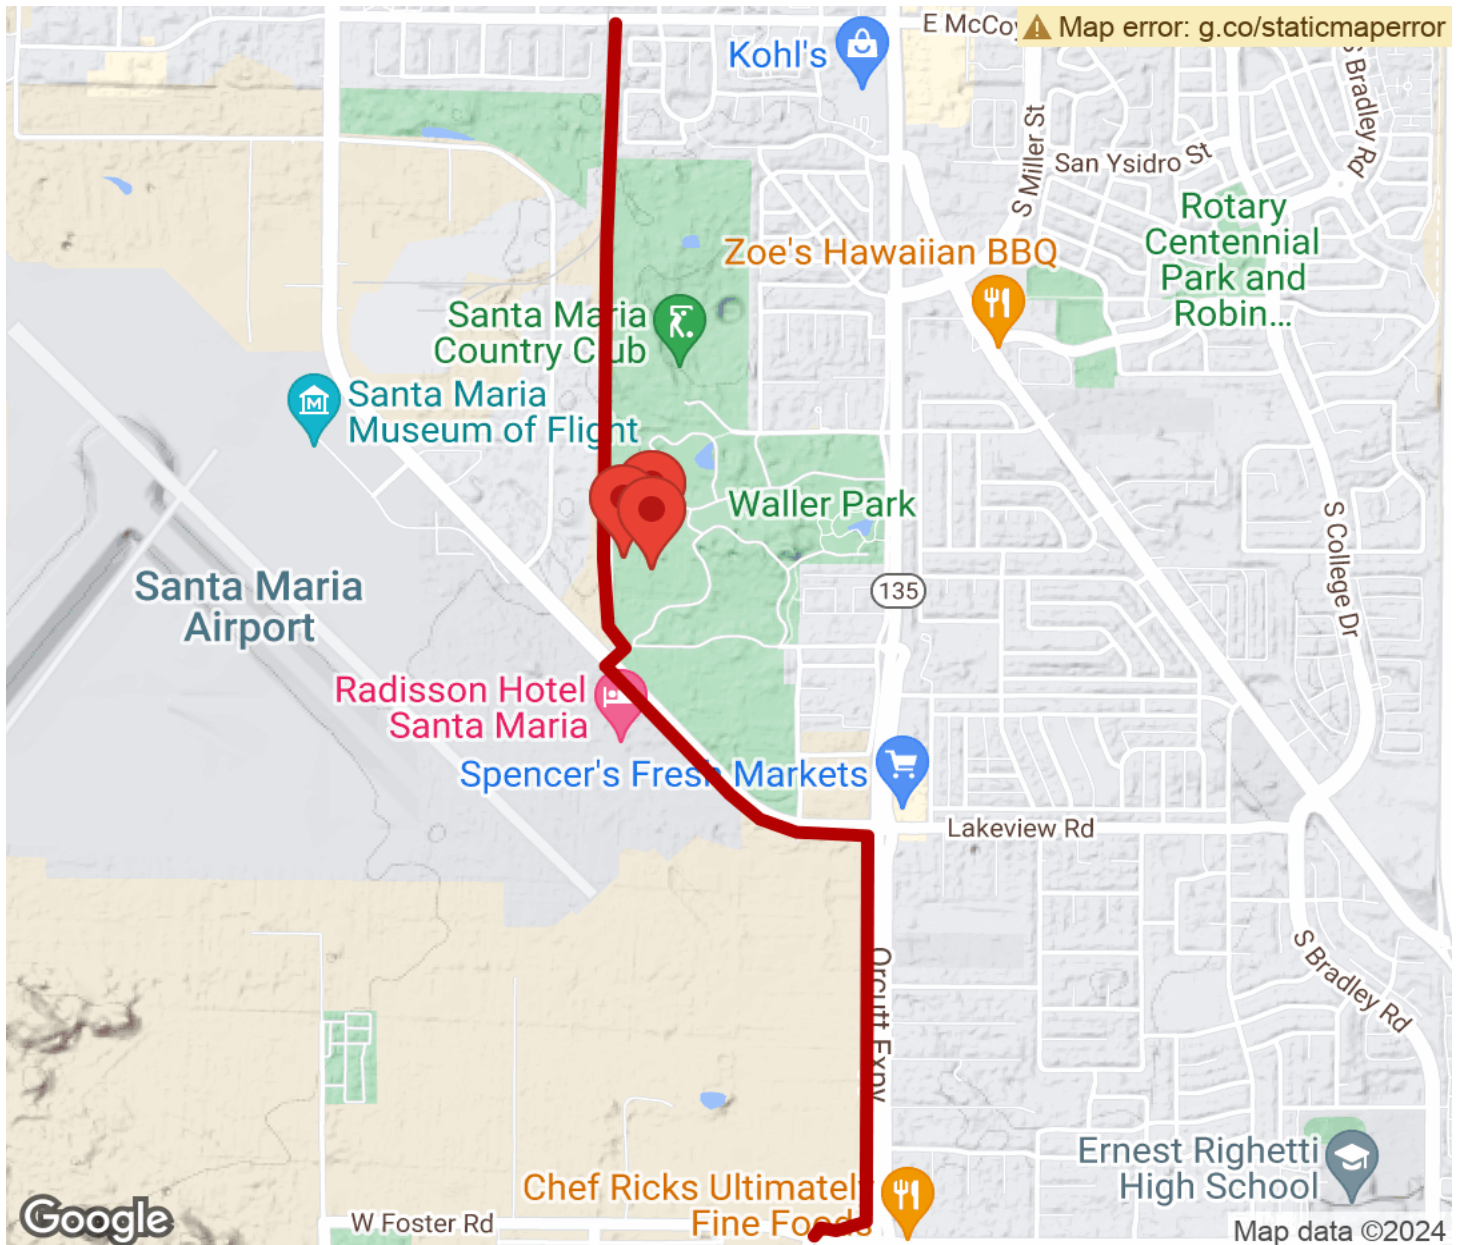 E McCoy
Map error: g.co/staticmaperror
Kohl's
S Bradley Rd
S Miller St
San Ysidro St
Rotary
Centennial
Park and
Robin...
Zoe's Hawaiian BBQ
Santa Maria
Country Club
Santa Maria
Museum of Flight
Waller Park
S College Dr
Santa Maria
Airport
135
Radisson Hotel
Santa Maria
Spencer's Fresh Markets
Lakeview Rd
S Bradley Rd
Orcutt Expy
Ernest Righetti
High School
Chef Ricks Ultimately
Fine Foods
W Foster Rd
Google
Map data ©2024